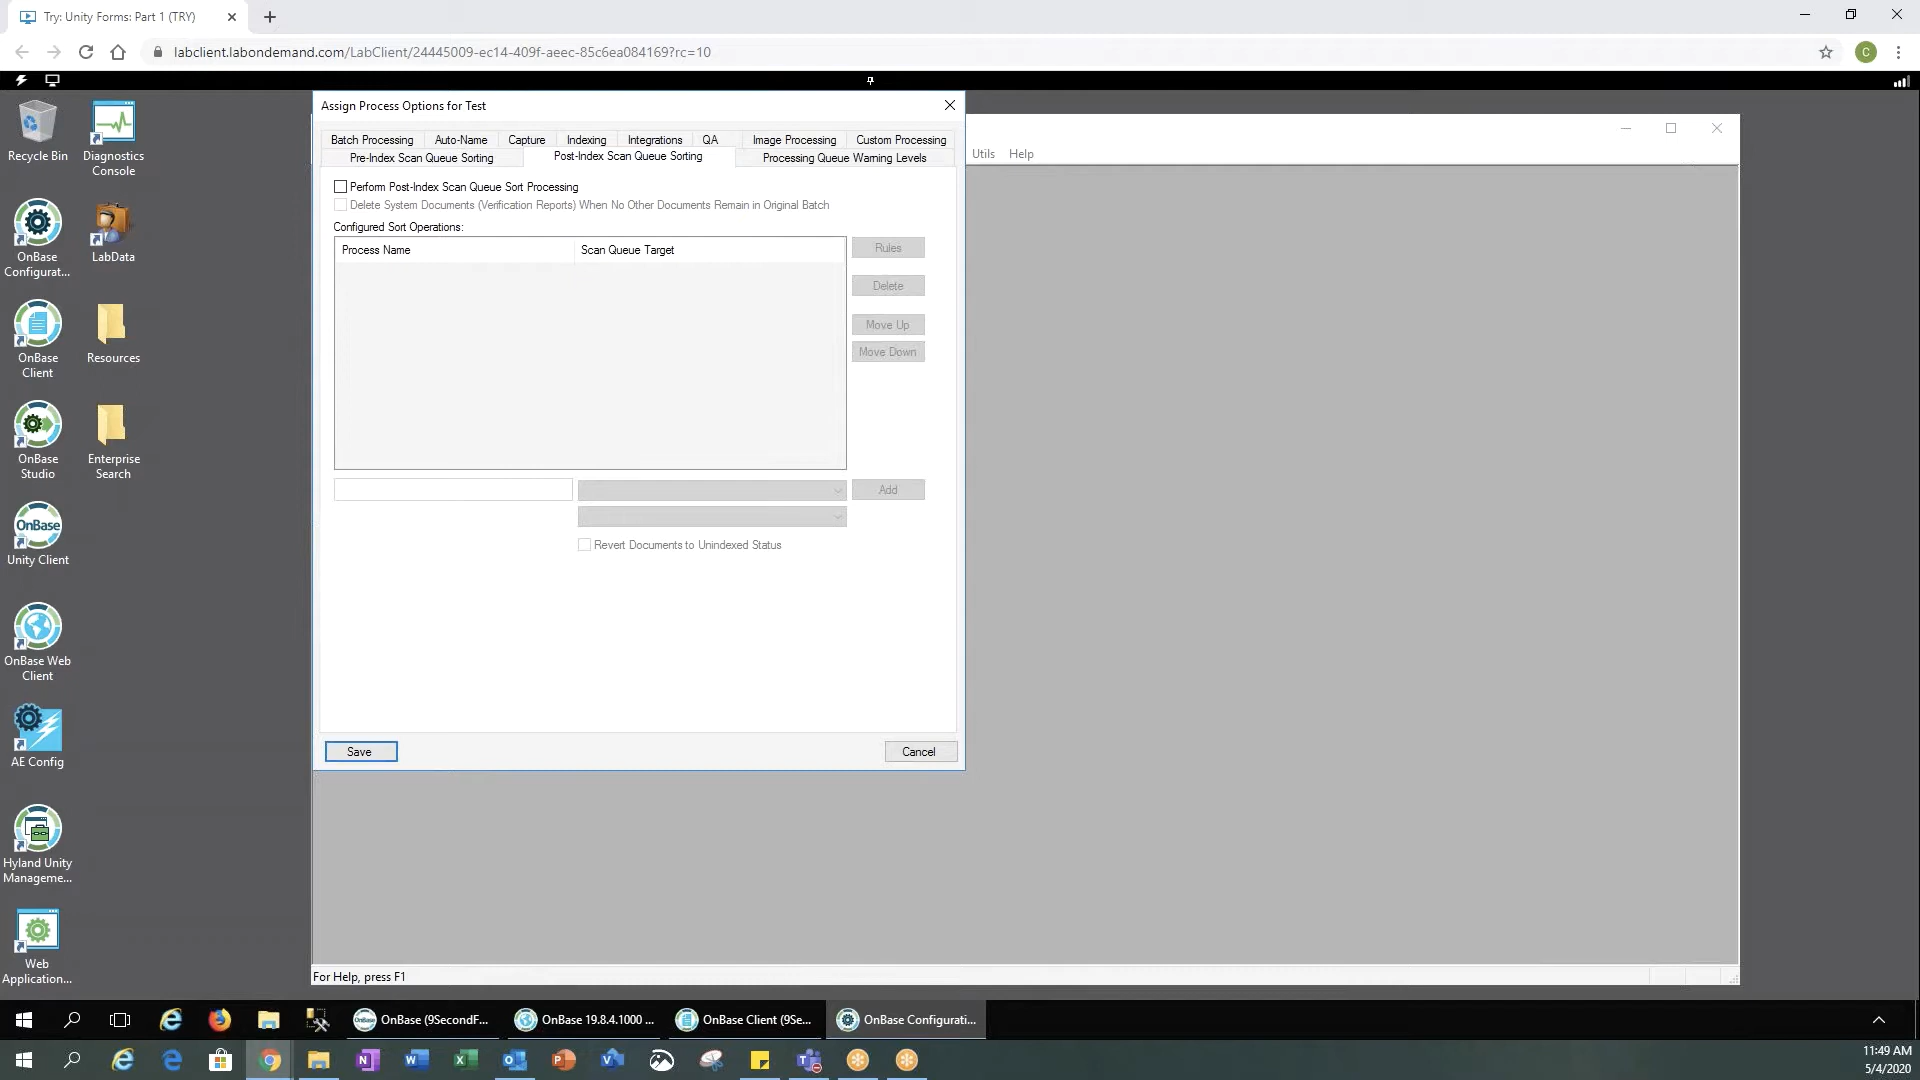 Try: Unity Forms: Part 1 (TRY)
labclient.labondemand.com/LabClient/24445009-ec14-409f-aeec-85c6ea084169?rc=10
C
Recycle Bin
Diagnostics
Console
OnBase
Configurat...
LabData
OnBase
Client
Resources
OnBase
Studio
Enterprise
Search
OnBase
Unity Client
OnBase Web
Client
AE Config
Hyland Unity
Manageme...
Web
Application...
Assign Process Options for Test
Batch Processing
Auto-Name
Capture
Indexing
Integrations
QA
Image Processing
Custom Processing
Pre-Index Scan Queue Sorting
Post-Index Scan Queue Sorting
Processing Queue Warning Levels
Utils
Help
Perform Post-Index Scan Queue Sort Processing
Delete System Documents (Verification Reports) When No Other Documents Remain in Original Batch
Configured Sort Operations:
Process Name
Scan Queue Target
Rules
Delete
Move Up
Move Down
Add
Revert Documents to Unindexed Status
Save
Cancel
For Help, press F1
OnBase (9SecondF...
OnBase 19.8.4.1000 ...
OnBase Client (9Se...
OnBase Configurati...
11:49 AM
5/4/2020